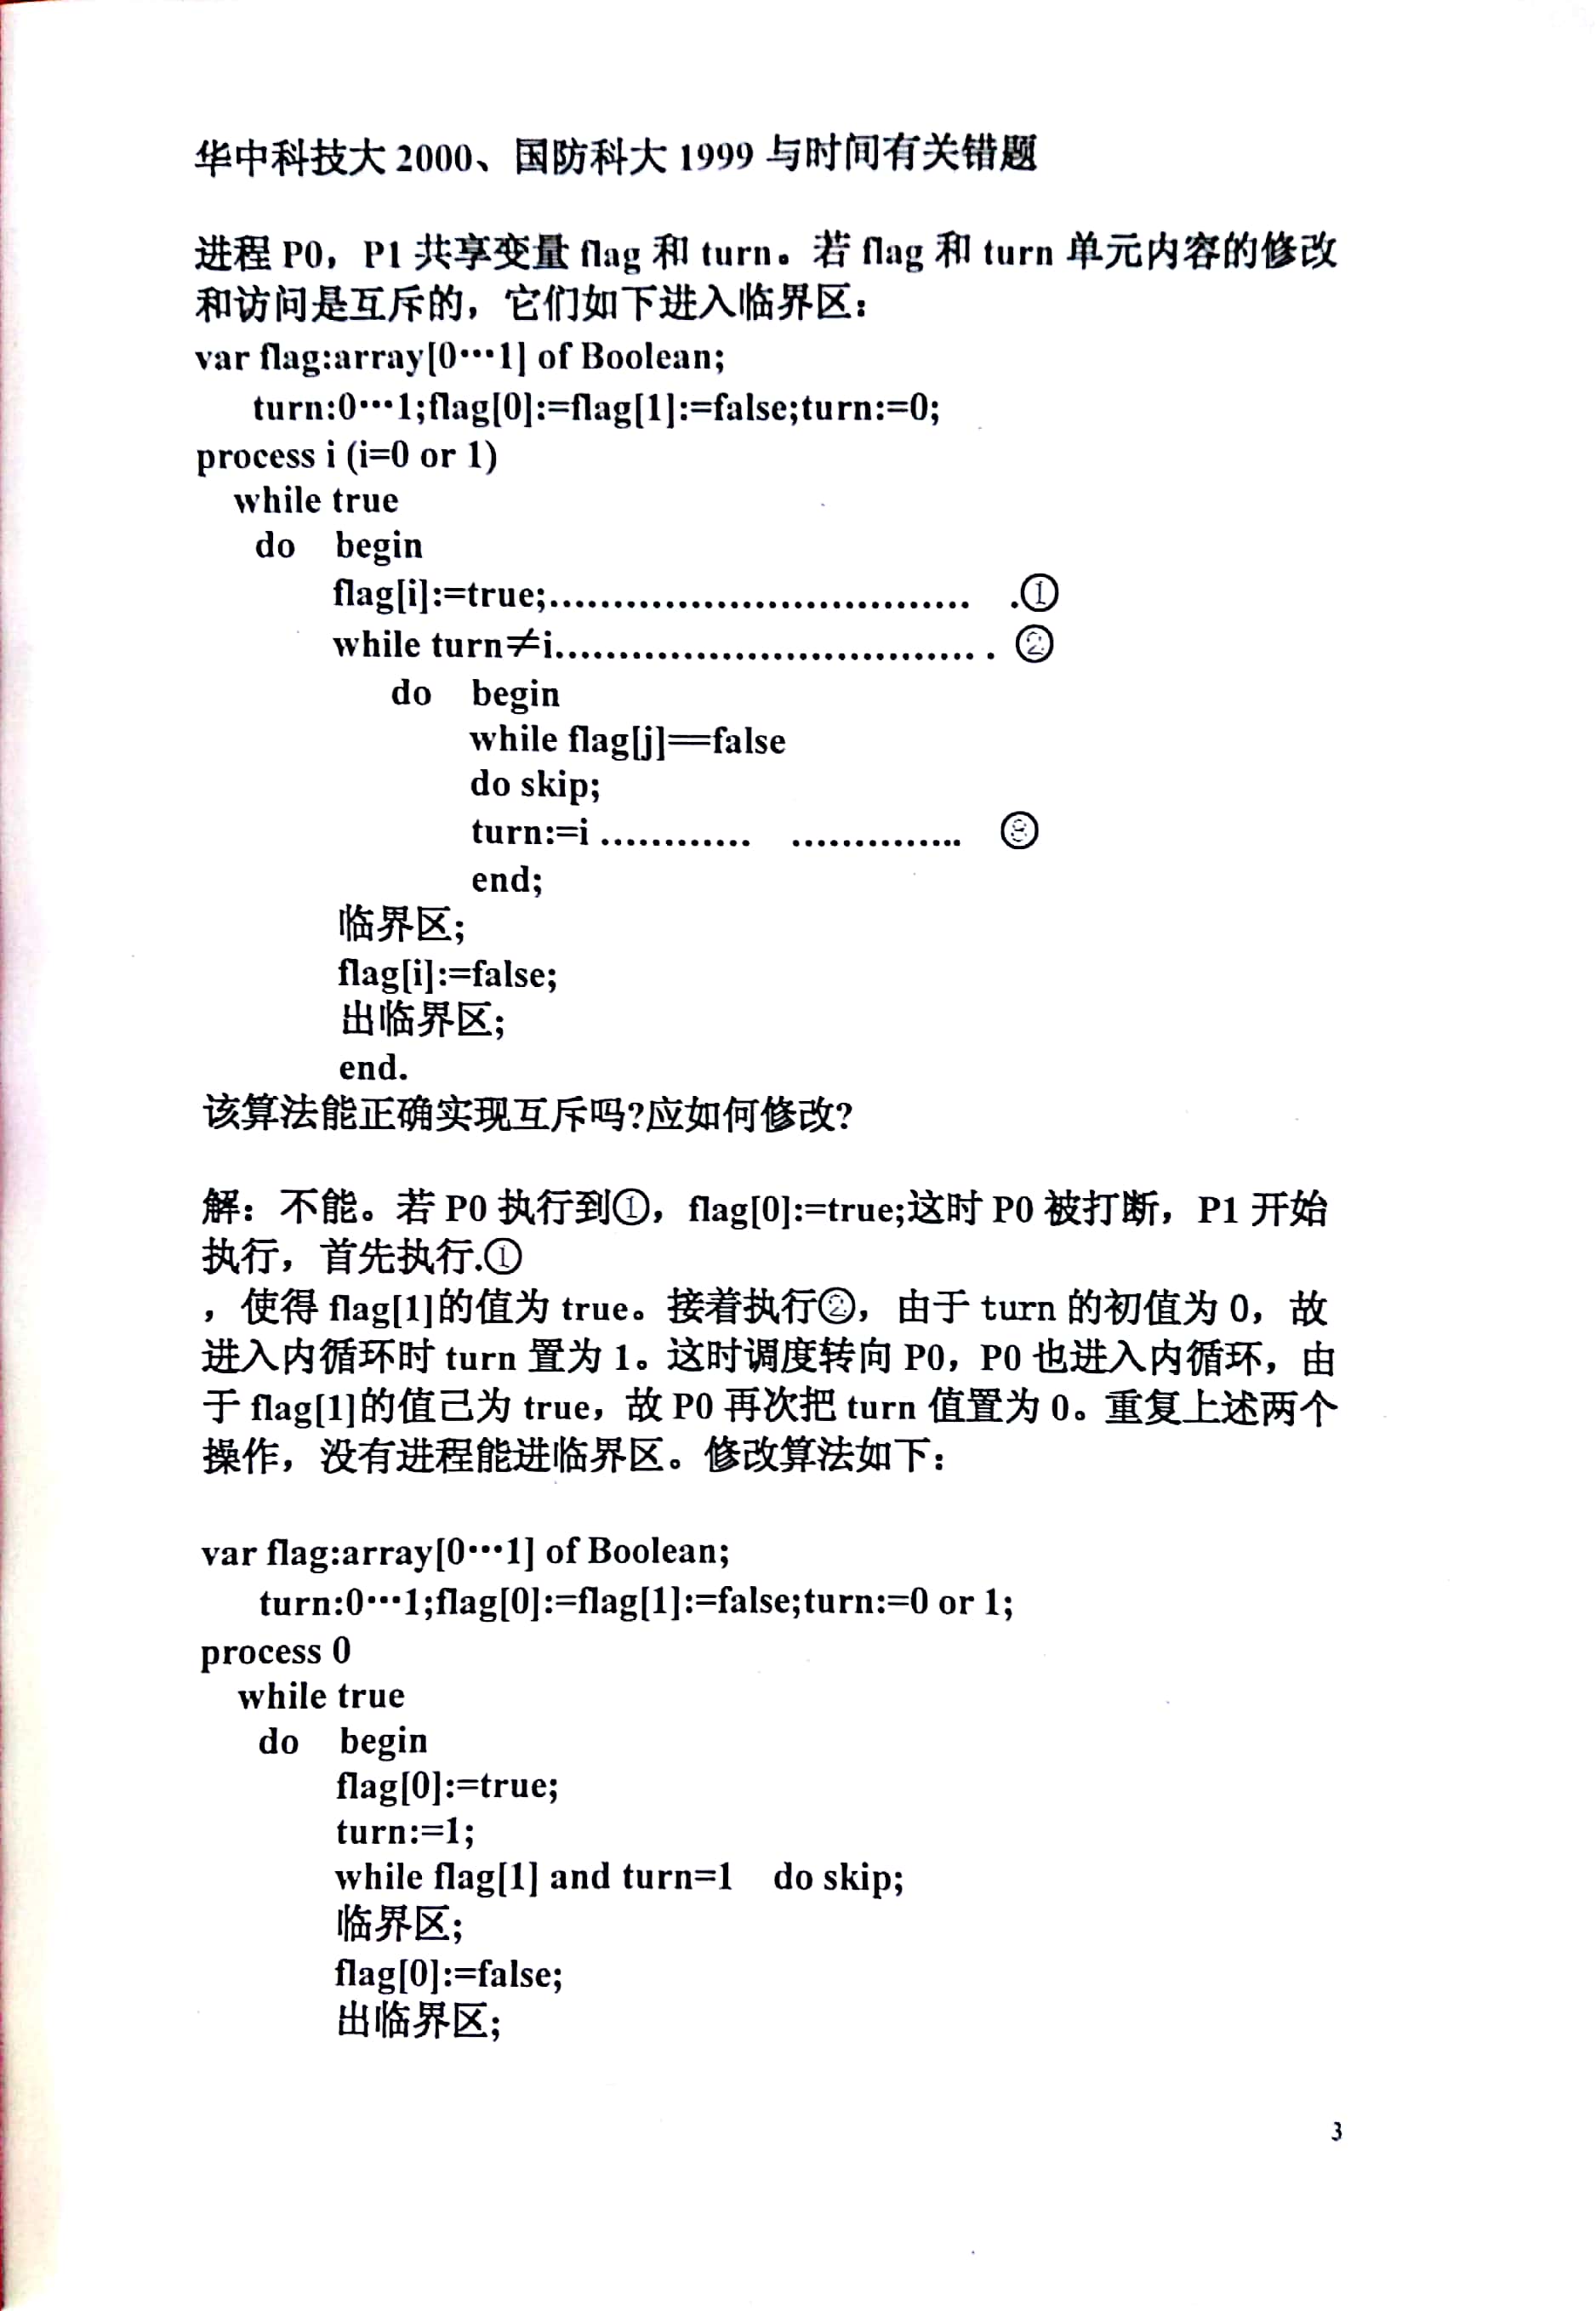 华中科技大 2000、国防科大 1999 与时间有关错题
进程 P0，P1 共享变量 flag 和 turn。若 flag 和 turn 单元内容的修改
和访问是互斥的，它们如下进入临界区：
var flag:array[0…1] of Boolean;
turn:0…1;flag[0]:=flag[1]:=false;turn:=0;
process i (i=0 or 1)
while true
do begin
flag[i]:=true;................................. .①
while turn≠i................................. . ②
do begin
while flag[j]==false
do skip;
turn:=i ............ .............. ③
end;
临界区;
flag[i]:=false;
出临界区;
end.
该算法能正确实现互斥吗?应如何修改?
解：不能。若 P0 执行到①，flag[0]:=true;这时 P0 被打断，P1 开始
执行，首先执行.①
，使得 flag[1]的值为 true。接着执行②，由于 turn 的初值为 0，故
进入内循环时 turn 置为 1。这时调度转向 P0，P0 也进入内循环，由
于 flag[1]的值己为 true，故 P0 再次把 turn 值置为 0。重复上述两个
操作，没有进程能进临界区。修改算法如下：
var flag:array[0…1] of Boolean;
turn:0…1;flag[0]:=flag[1]:=false;turn:=0 or 1;
process 0
while true
do begin
flag[0]:=true;
turn:=1;
while flag[1] and turn=1 do skip;
临界区;
flag[0]:=false;
出临界区;
3